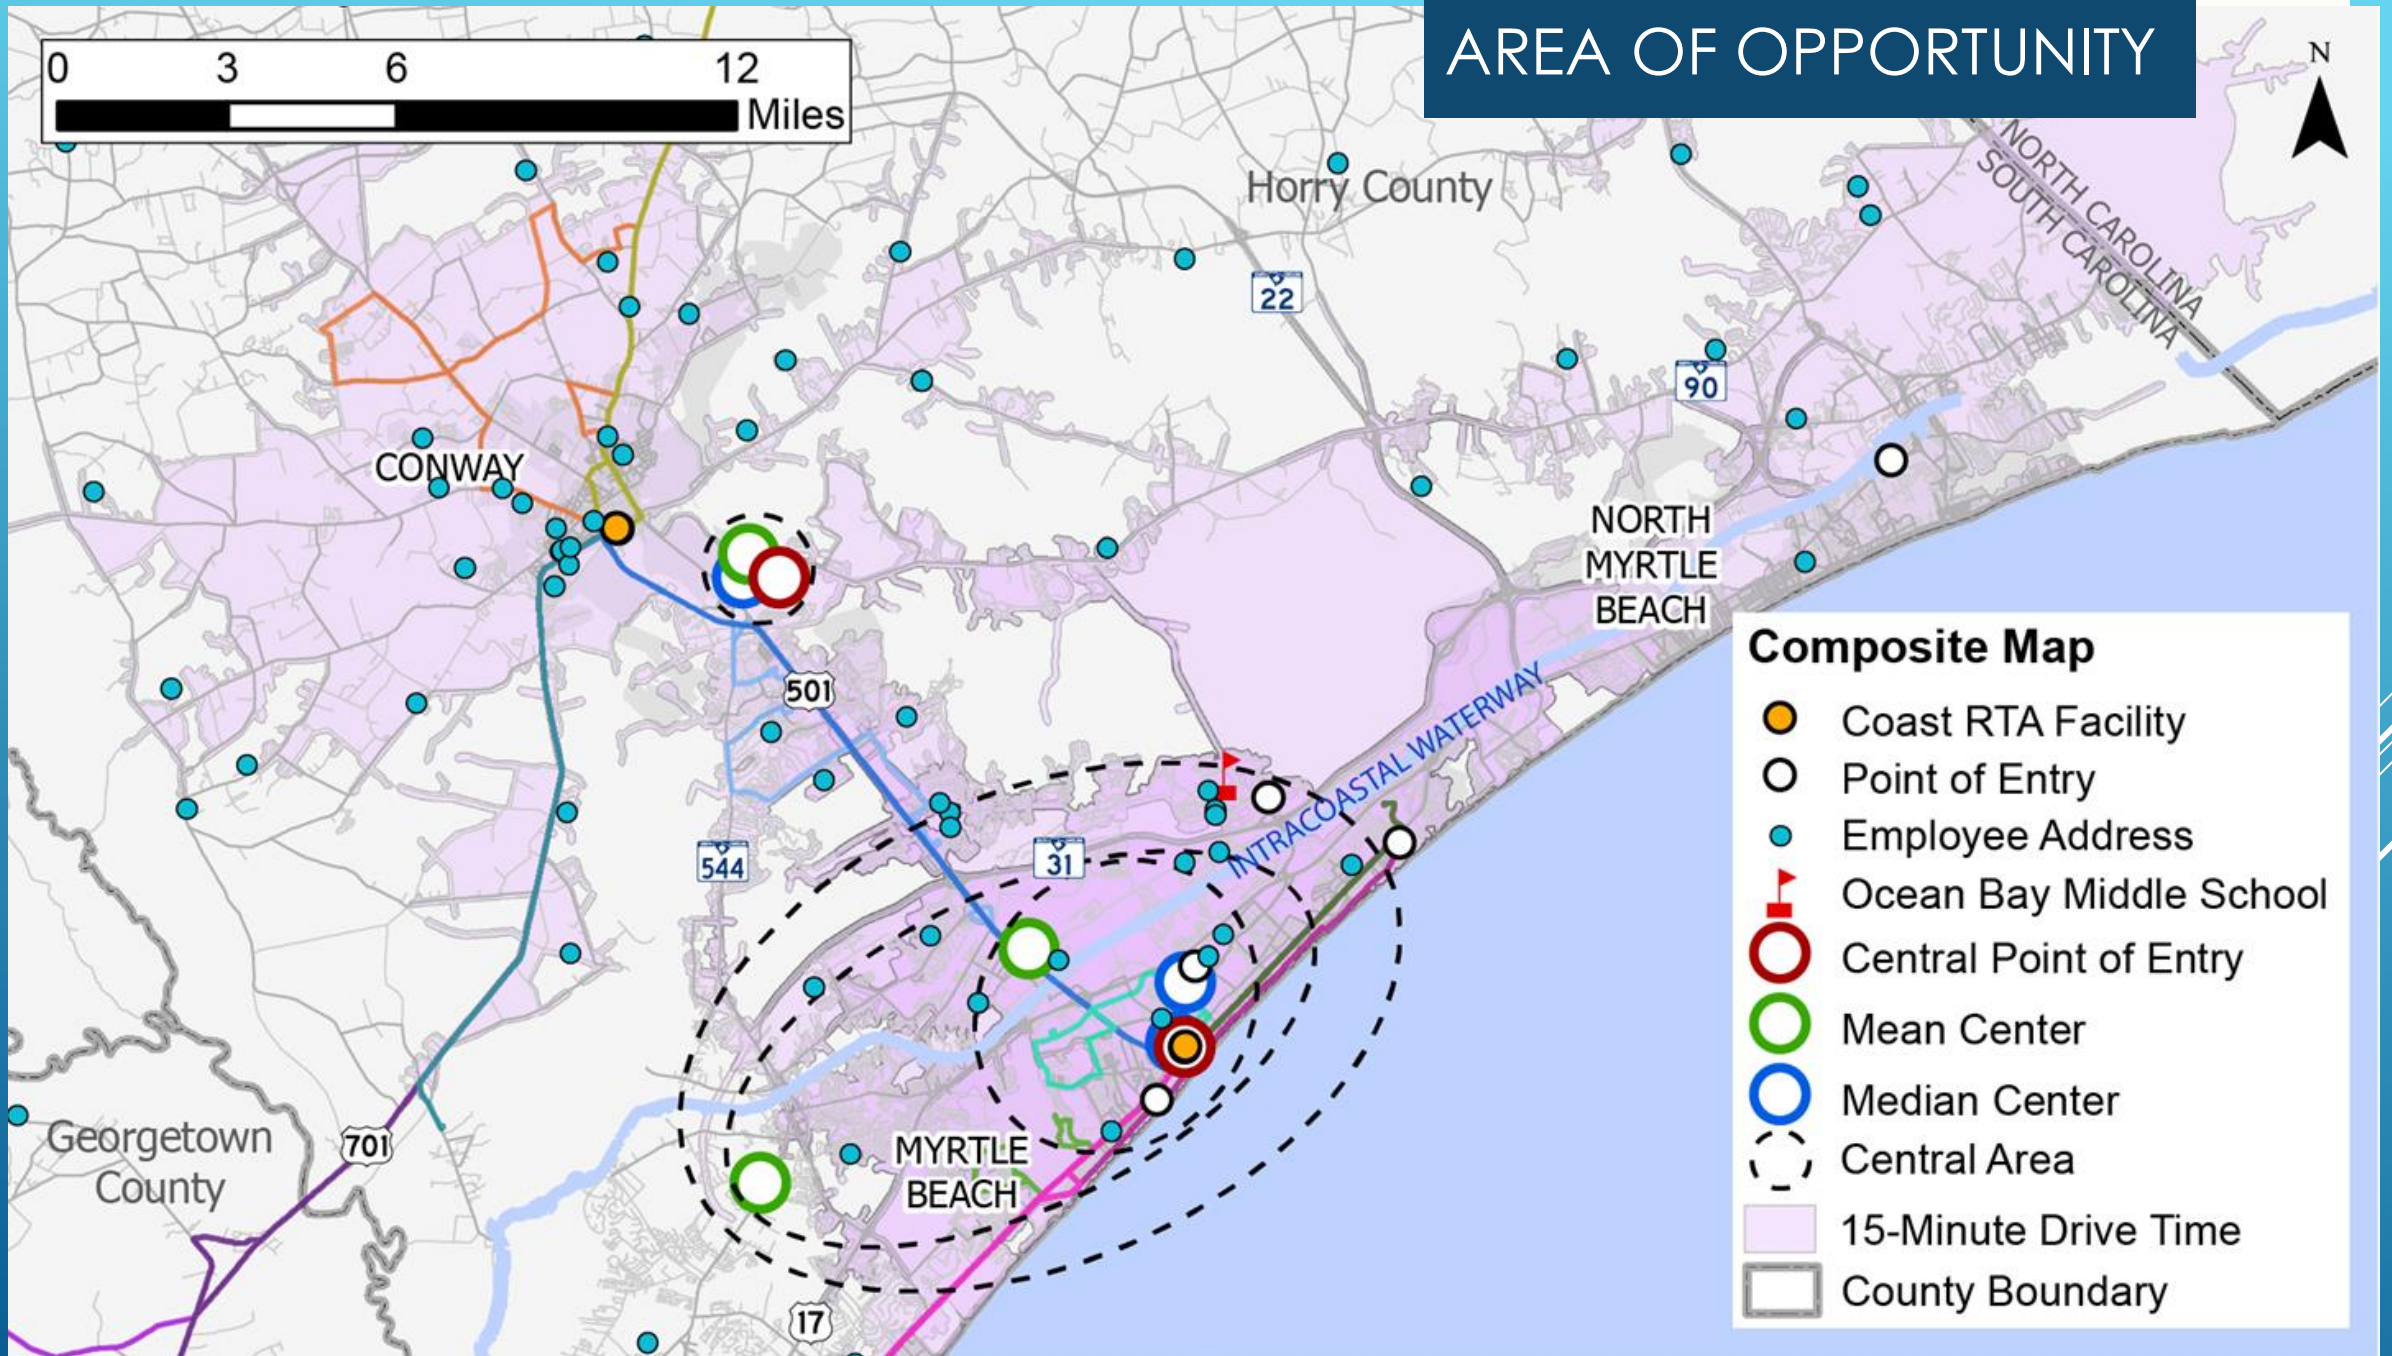 AREA OF OPPORTUNITY
0 3 6 12
Miles
N
NORTH CAROLINA
SOUTH CAROLINA
Horry County
22
90
CONWAY
NORTH
MYRTLE
BEACH
501
INTRACOASTAL WATERWAY
544
31
MYRTLE
BEACH
Georgetown
County
701
17
Composite Map
Coast RTA Facility
Point of Entry
Employee Address
Ocean Bay Middle School
Central Point of Entry
Mean Center
Median Center
Central Area
15-Minute Drive Time
County Boundary